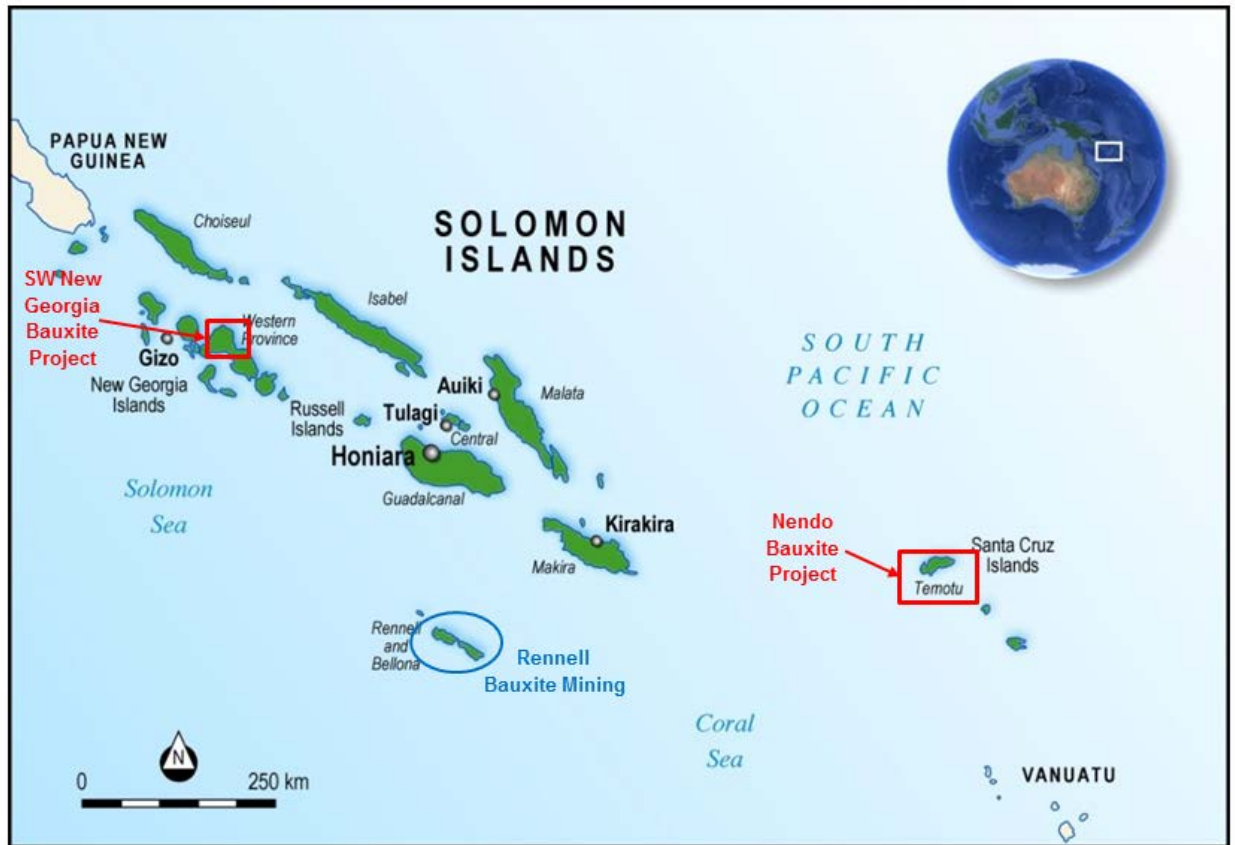 PAPUA NEW
GUINEA
Choiseul
SOLOMON
ISLANDS
SW New
Georgia
Bauxite
Project
Isabel
Western
Province
Gizo
New Georgia
Islands
SOUTH
PACIFIC
OCEAN
Auiki
Malata
Russell
Islands
Tulagi
Central
Honiara
Guadalcanal
Solomon
Sea
Kirakira
Makira
Nendo
Bauxite
Project
Santa Cruz
Islands
Temotu
Rennell
and
Bellona
Rennell
Bauxite Mining
Coral
Sea
N
0 250 km
VANUATU